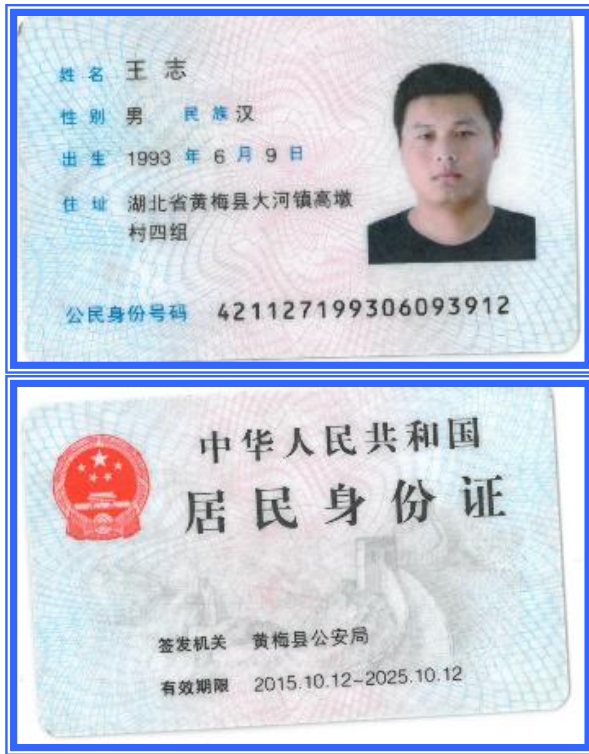 姓名 王志
性别 男 民族 汉
出生 1993 年 6 月 9 日
住址 湖北省黄梅县大河镇高墩
村四组
公民身份号码 421127199306093912
中华人民共和国
居民身份证
签发机关 黄梅县公安局
有效期限 2015.10.12~2025.10.12